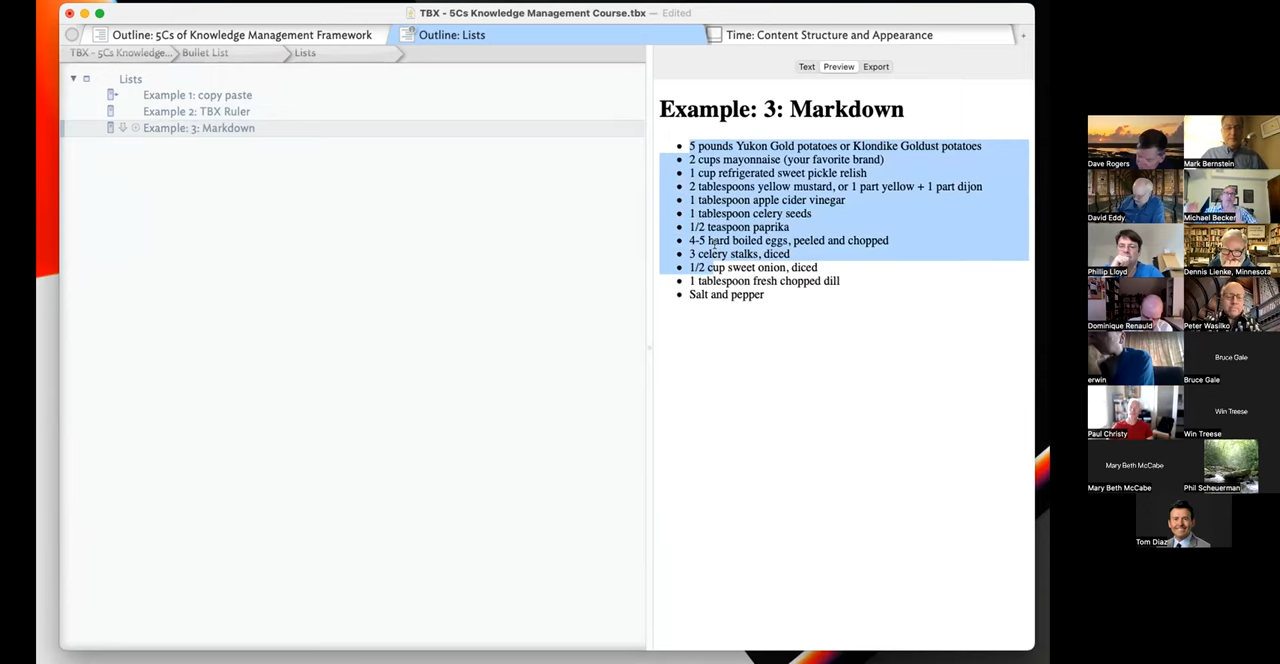 TBX - 5Cs Knowledge Management Course.tbx — Edited
Outline: 5Cs of Knowledge Management Framework
Outline: Lists
Time: Content Structure and Appearance
+
TBX - 5Cs Knowledge...
Bullet List
Lists
Text
Preview
Export
Lists
Example 1: copy paste
Example 2: TBX Ruler
Example: 3: Markdown
Example: 3: Markdown
• 5 pounds Yukon Gold potatoes or Klondike Goldust potatoes
• 2 cups mayonnaise (your favorite brand)
• 1 cup refrigerated sweet pickle relish
• 2 tablespoons yellow mustard, or 1 part yellow + 1 part dijon
• 1 tablespoon apple cider vinegar
• 1 tablespoon celery seeds
• 1/2 teaspoon paprika
• 4-5 hard boiled eggs, peeled and chopped
• 3 celery stalks, diced
• 1/2 cup sweet onion, diced
• 1 tablespoon fresh chopped dill
• Salt and pepper
Dave Rogers
Mark Bernstein
David Eddy
Michael Becker
Phillip Lloyd
Dennis Lienke, Minnesota
Dominique Renauld
Peter Wasilko
erwin
Bruce Gale
Bruce Gale
Paul Christy
Win Treese
Win Treese
Mary Beth McCabe
Mary Beth McCabe
Phil Scheuerman
Tom Diaz